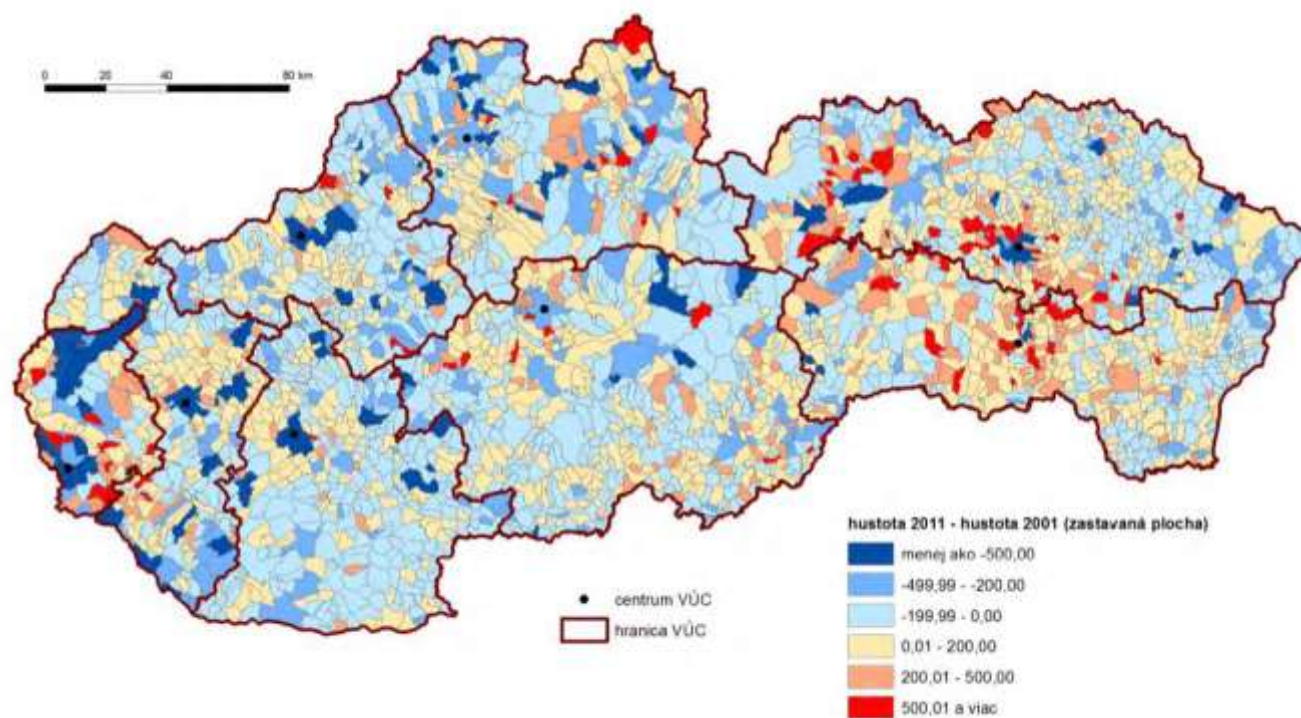 0 20 40 80 km
hustota 2011 - hustota 2001 (zastavaná plocha)
menej ako -500,00
-499,99 - -200,00
-199,99 - 0,00
0,01 - 200,00
200,01 - 500,00
500,01 a viac
centrum VÚC
hranica VÚC